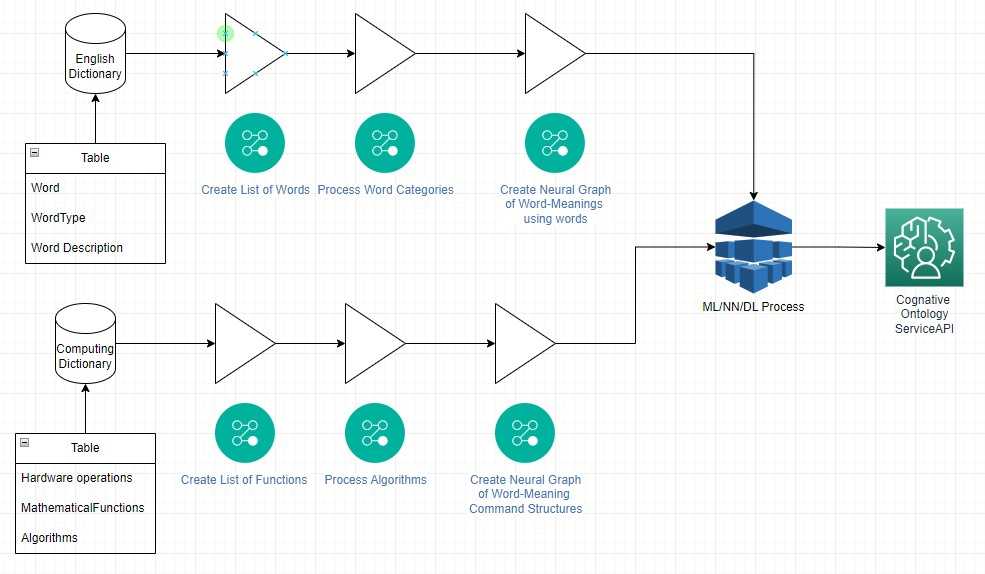 English
Dictionary
Table
Word
WordType
Word Description
Create List of Words
Process Word Categories
Create Neural Graph
of Word-Meanings
using words
ML/NN/DL Process
Cognative
Ontology
ServiceAPI
Computing
Dictionary
Table
Hardware operations
MathematicalFunctions
Algorithms
Create List of Functions
Process Algorithms
Create Neural Graph
of Word-Meaning
Command Structures